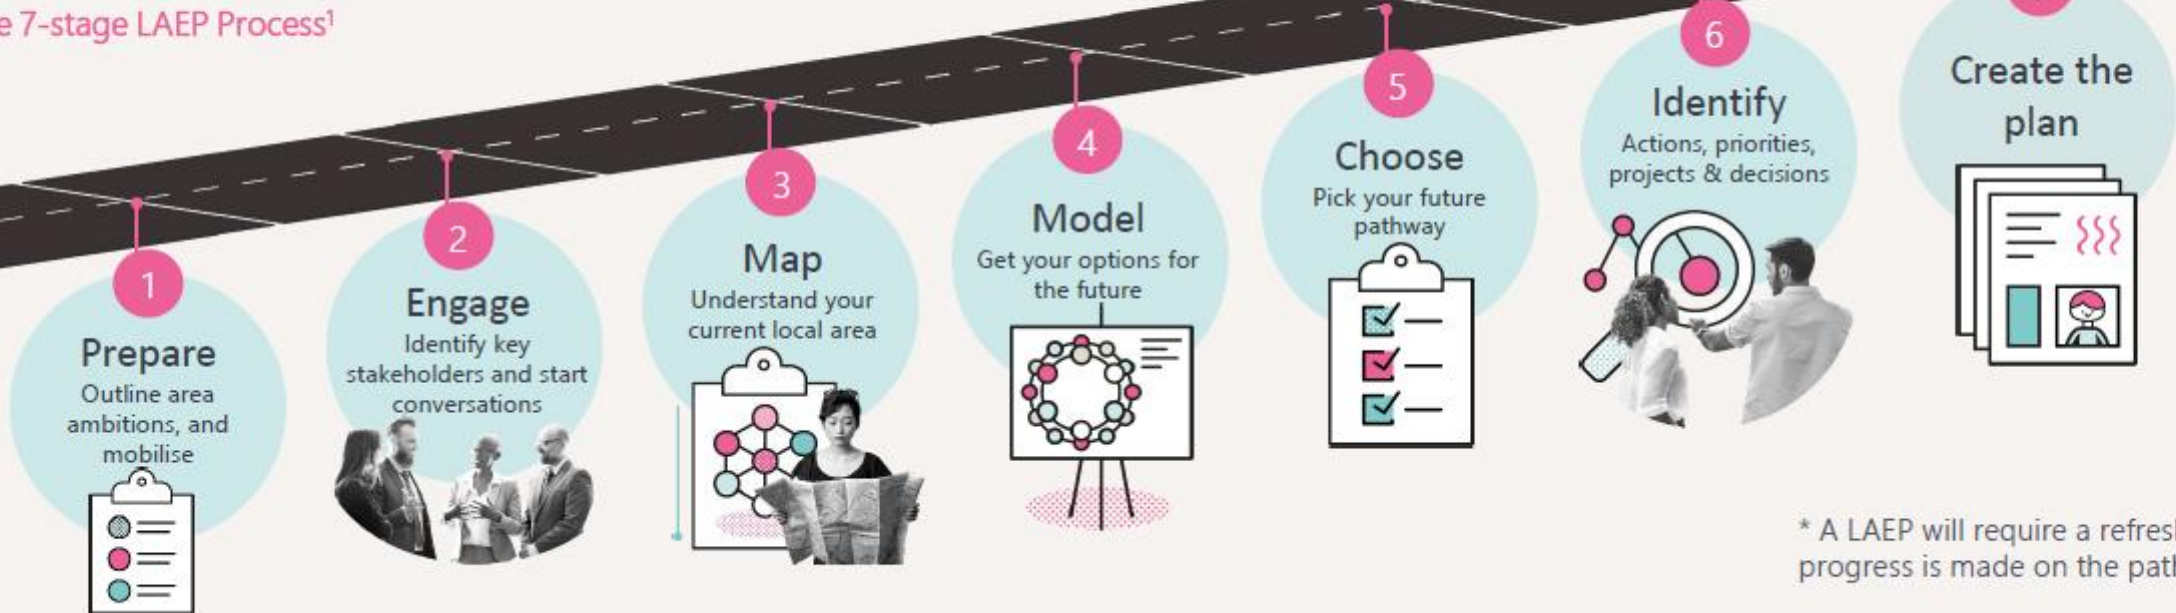 e 7-stage LAEP Process¹
1
Prepare
Outline area
ambitions, and
mobilise
2
Engage
Identify key
stakeholders and start
conversations
3
Map
Understand your
current local area
4
Model
Get your options for
the future
5
Choose
Pick your future
pathway
6
Identify
Actions, priorities,
projects & decisions
Create the
plan
* A LAEP will require a refresh
progress is made on the path